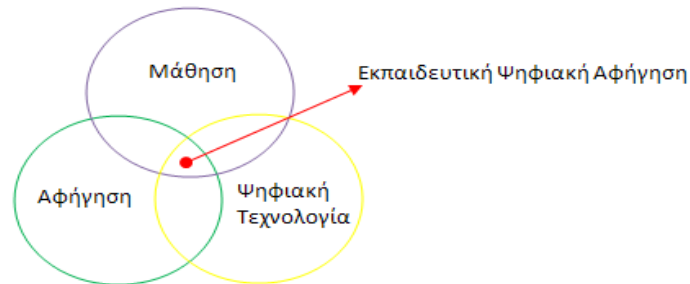 Μάθηση
Εκπαιδευτική Ψηφιακή Αφήγηση
Αφήγηση
Ψηφιακή
Τεχνολογία